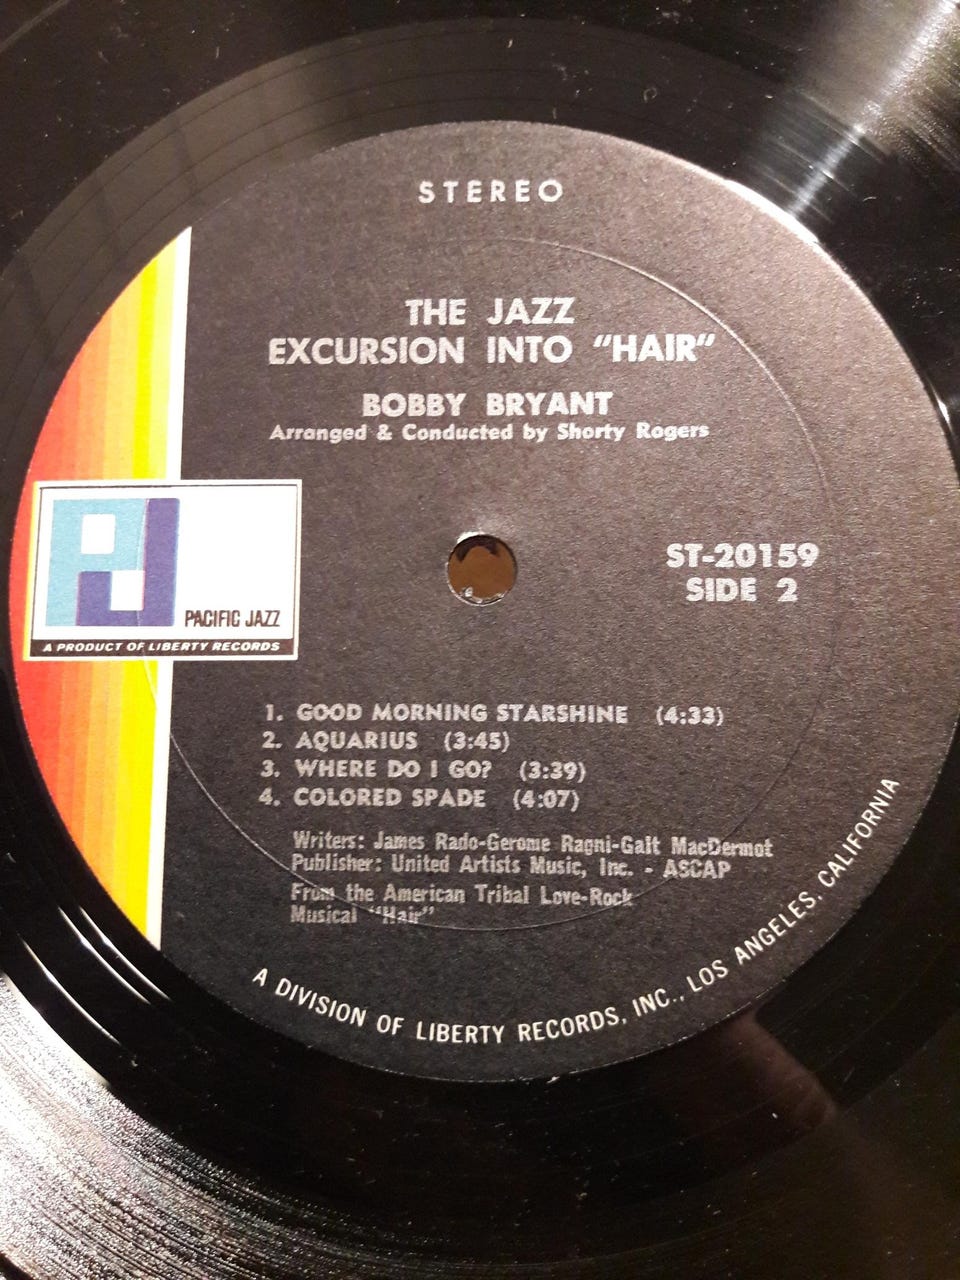 STEREO
THE JAZZ
EXCURSION INTO "HAIR"
BOBBY BRYANT
Arranged & Conducted by Shorty Rogers
PJ
PACIFIC JAZZ
A PRODUCT OF LIBERTY RECORDS
ST-20159
SIDE 2
1. GOOD MORNING STARSHINE (4:33)
2. AQUARIUS (3:45)
3. WHERE DO I GO? (3:39)
4. COLORED SPADE (4:07)
Writers: James Rado-Gerome Ragni-Galt MacDermot
Publisher: United Artists Music, Inc. - ASCAP
From the American Tribal Love-Rock
Musical "Hair"
A DIVISION OF LIBERTY RECORDS, INC., LOS ANGELES, CALIFORNIA